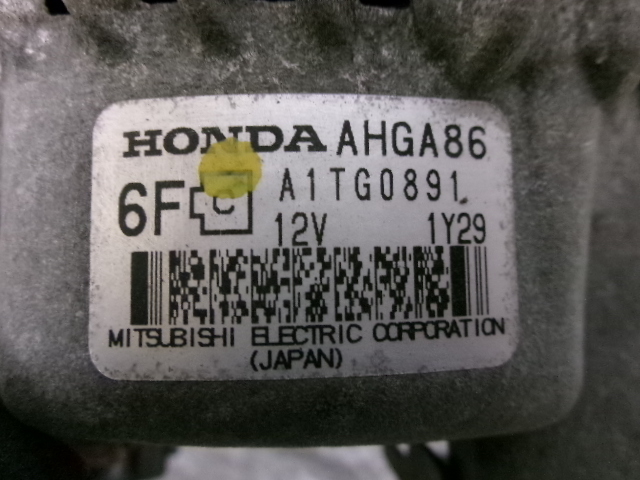 HONDA AHGA86
6F C A1TG0891
12V 1Y29
MITSUBISHI ELECTRIC CORPORATION
(JAPAN)